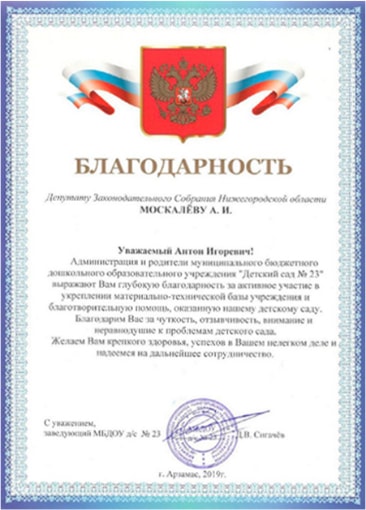 БЛАГОДАРНОСТЬ
Депутату Законодательного Собрания Нижегородской области
МОСКАЛЁВУ А. И.
Уважаемый Антон Игоревич!
Администрация и родители муниципального бюджетного
дошкольного образовательного учреждения "Детский сад № 23"
выражают Вам глубокую благодарность за активное участие в
укреплении материально-технической базы учреждения и
благотворительную помощь, оказанную нашему детскому саду.
Благодарим Вас за чуткость, отзывчивость, внимание и
неравнодушие к проблемам детского сада.
Желаем Вам крепкого здоровья, успехов в Вашем нелегком деле и
надеемся на дальнейшее сотрудничество.
С уважением,
заведующий МБДОУ д/с № 23 Д.В. Сигачёв
г. Арзамас, 2019г.